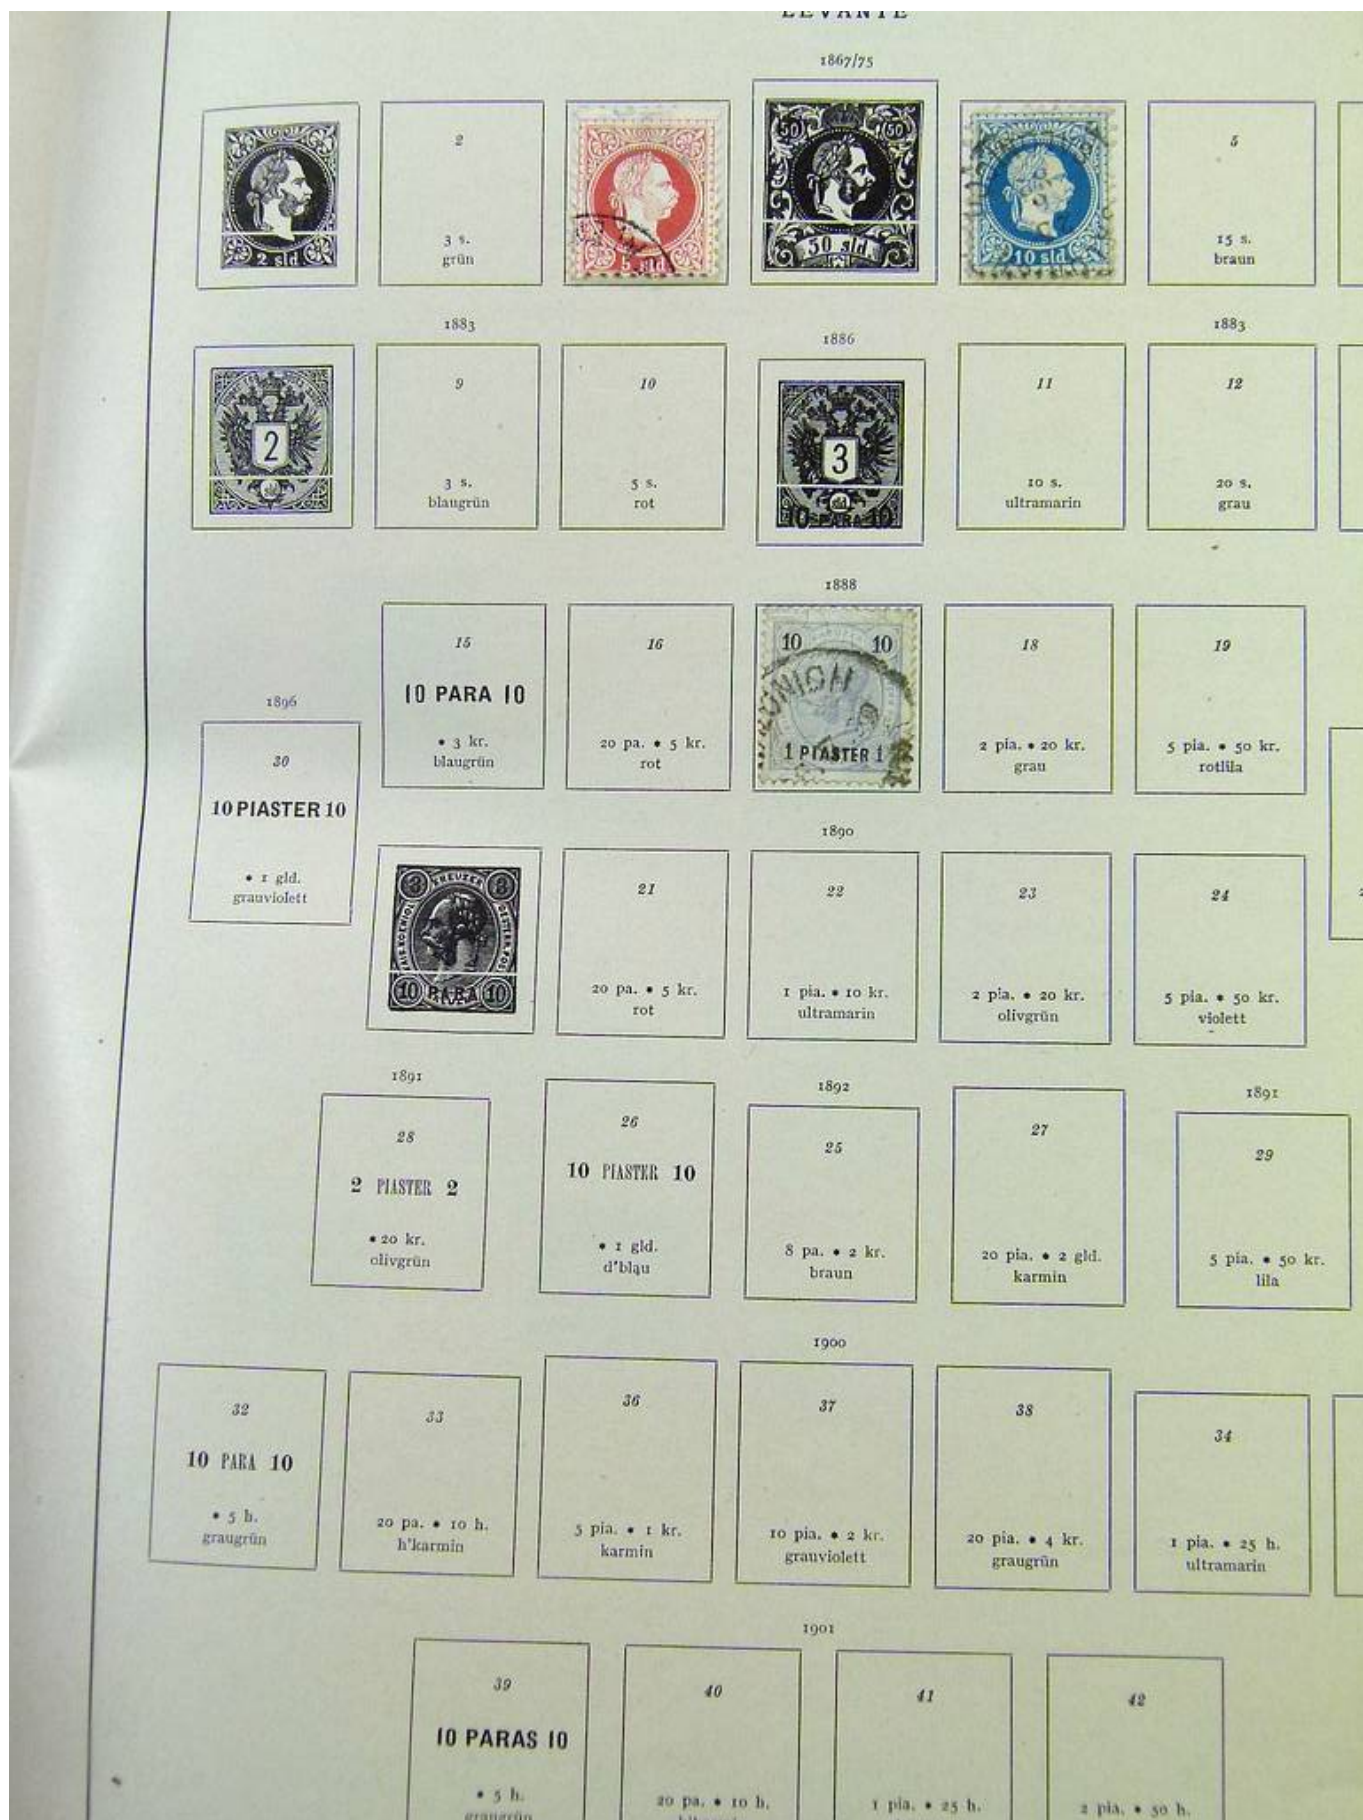 LEVANTE
1867/75
2 sld
2
3 s.
grün
5 sld
50 50
50 sld
10 sld
5
15 s.
braun
1883
1886
1883
2
sld
9
3 s.
blaugrün
10
5 s.
rot
3
sld
10 PARA 10
11
10 s.
ultramarin
12
20 s.
grau
1888
15
10 PARA 10
• 3 kr.
blaugrün
16
20 pa. • 5 kr.
rot
10 10
1 PIASTER 1
18
2 pia. • 20 kr.
grau
19
5 pia. • 50 kr.
rotlila
1896
30
10 PIASTER 10
• 1 gld.
grauviolett
1890
3 KREUZER 3
10 PARA 10
21
20 pa. • 5 kr.
rot
22
1 pia. • 10 kr.
ultramarin
23
2 pia. • 20 kr.
olivgrün
24
5 pia. • 50 kr.
violett
1891
1892
1891
28
2 PIASTER 2
• 20 kr.
olivgrün
26
10 PIASTER 10
• 1 gld.
d'blau
25
8 pa. • 2 kr.
braun
27
20 pia. • 2 gld.
karmin
29
5 pia. • 50 kr.
lila
1900
32
10 PARA 10
• 5 h.
graugrün
33
20 pa. • 10 h.
h'karmin
36
5 pia. • 1 kr.
karmin
37
10 pia. • 2 kr.
grauviolett
38
20 pia. • 4 kr.
graugrün
34
1 pia. • 25 h.
ultramarin
1901
39
10 PARAS 10
• 5 h.
graugrün
40
20 pa. • 10 h.
41
1 pia. • 25 h.
42
2 pia. • 50 h.